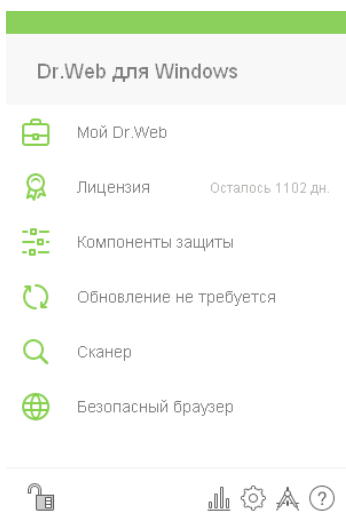 Dr.Web для Windows
Мой Dr.Web
Лицензия Осталось 1102 дн.
Компоненты защиты
Обновление не требуется
Сканер
Безопасный браузер
?